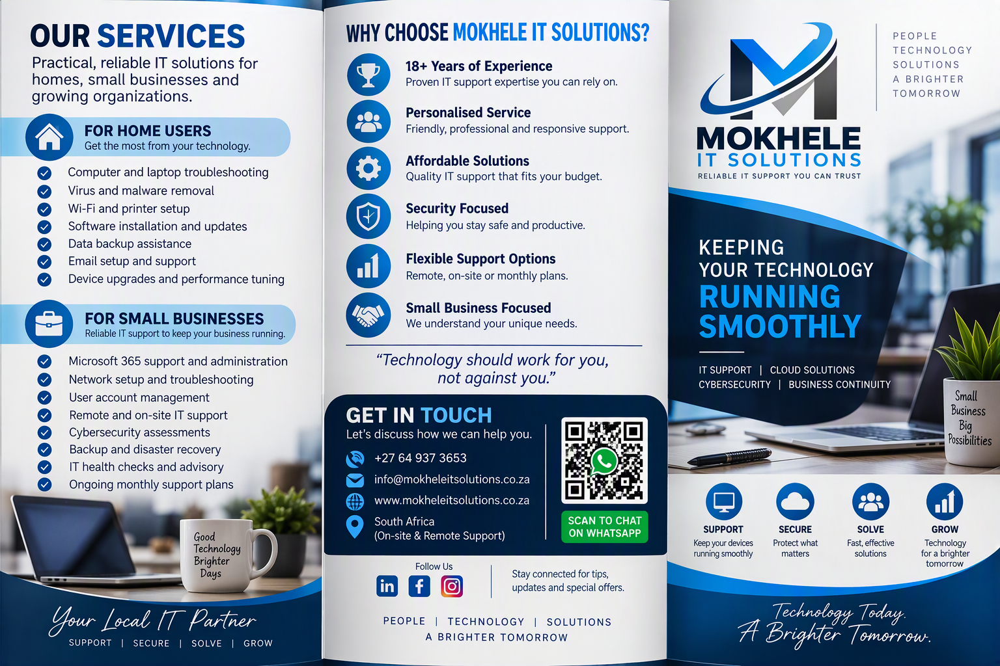 OUR SERVICES
Practical, reliable IT solutions for
homes, small businesses and
growing organizations.
FOR HOME USERS
Get the most from your technology.
Computer and laptop troubleshooting
Virus and malware removal
Wi-Fi and printer setup
Software installation and updates
Data backup assistance
Email setup and support
Device upgrades and performance tuning
FOR SMALL BUSINESSES
Reliable IT support to keep your business running.
Microsoft 365 support and administration
Network setup and troubleshooting
User account management
Remote and on-site IT support
Cybersecurity assessments
Backup and disaster recovery
IT health checks and advisory
Ongoing monthly support plans
Good
Technology
Brighter
Days
Your Local IT Partner
SUPPORT | SECURE | SOLVE | GROW
WHY CHOOSE MOKHELE IT SOLUTIONS?
18+ Years of Experience
Proven IT support expertise you can rely on.
Personalised Service
Friendly, professional and responsive support.
Affordable Solutions
Quality IT support that fits your budget.
Security Focused
Helping you stay safe and productive.
Flexible Support Options
Remote, on-site or monthly plans.
Small Business Focused
We understand your unique needs.
“Technology should work for you,
not against you.”
GET IN TOUCH
Let's discuss how we can help you.
+27 64 937 3653
info@mokheleitsolutions.co.za
www.mokheleitsolutions.co.za
South Africa
(On-site & Remote Support)
SCAN TO CHAT
ON WHATSAPP
Follow Us
in
f
Stay connected for tips,
updates and special offers.
PEOPLE | TECHNOLOGY | SOLUTIONS
A BRIGHTER TOMORROW
M
MOKHELE
IT SOLUTIONS
RELIABLE IT SUPPORT YOU CAN TRUST
PEOPLE
TECHNOLOGY
SOLUTIONS
A BRIGHTER
TOMORROW
KEEPING
YOUR TECHNOLOGY
RUNNING
SMOOTHLY
IT SUPPORT | CLOUD SOLUTIONS
CYBERSECURITY | BUSINESS CONTINUITY
Small
Business
Big
Possibilities
SUPPORT
Keep your devices
running smoothly
SECURE
Protect what
matters
SOLVE
Fast, effective
solutions
GROW
Technology
for a brighter
tomorrow
Technology Today.
A Brighter Tomorrow.